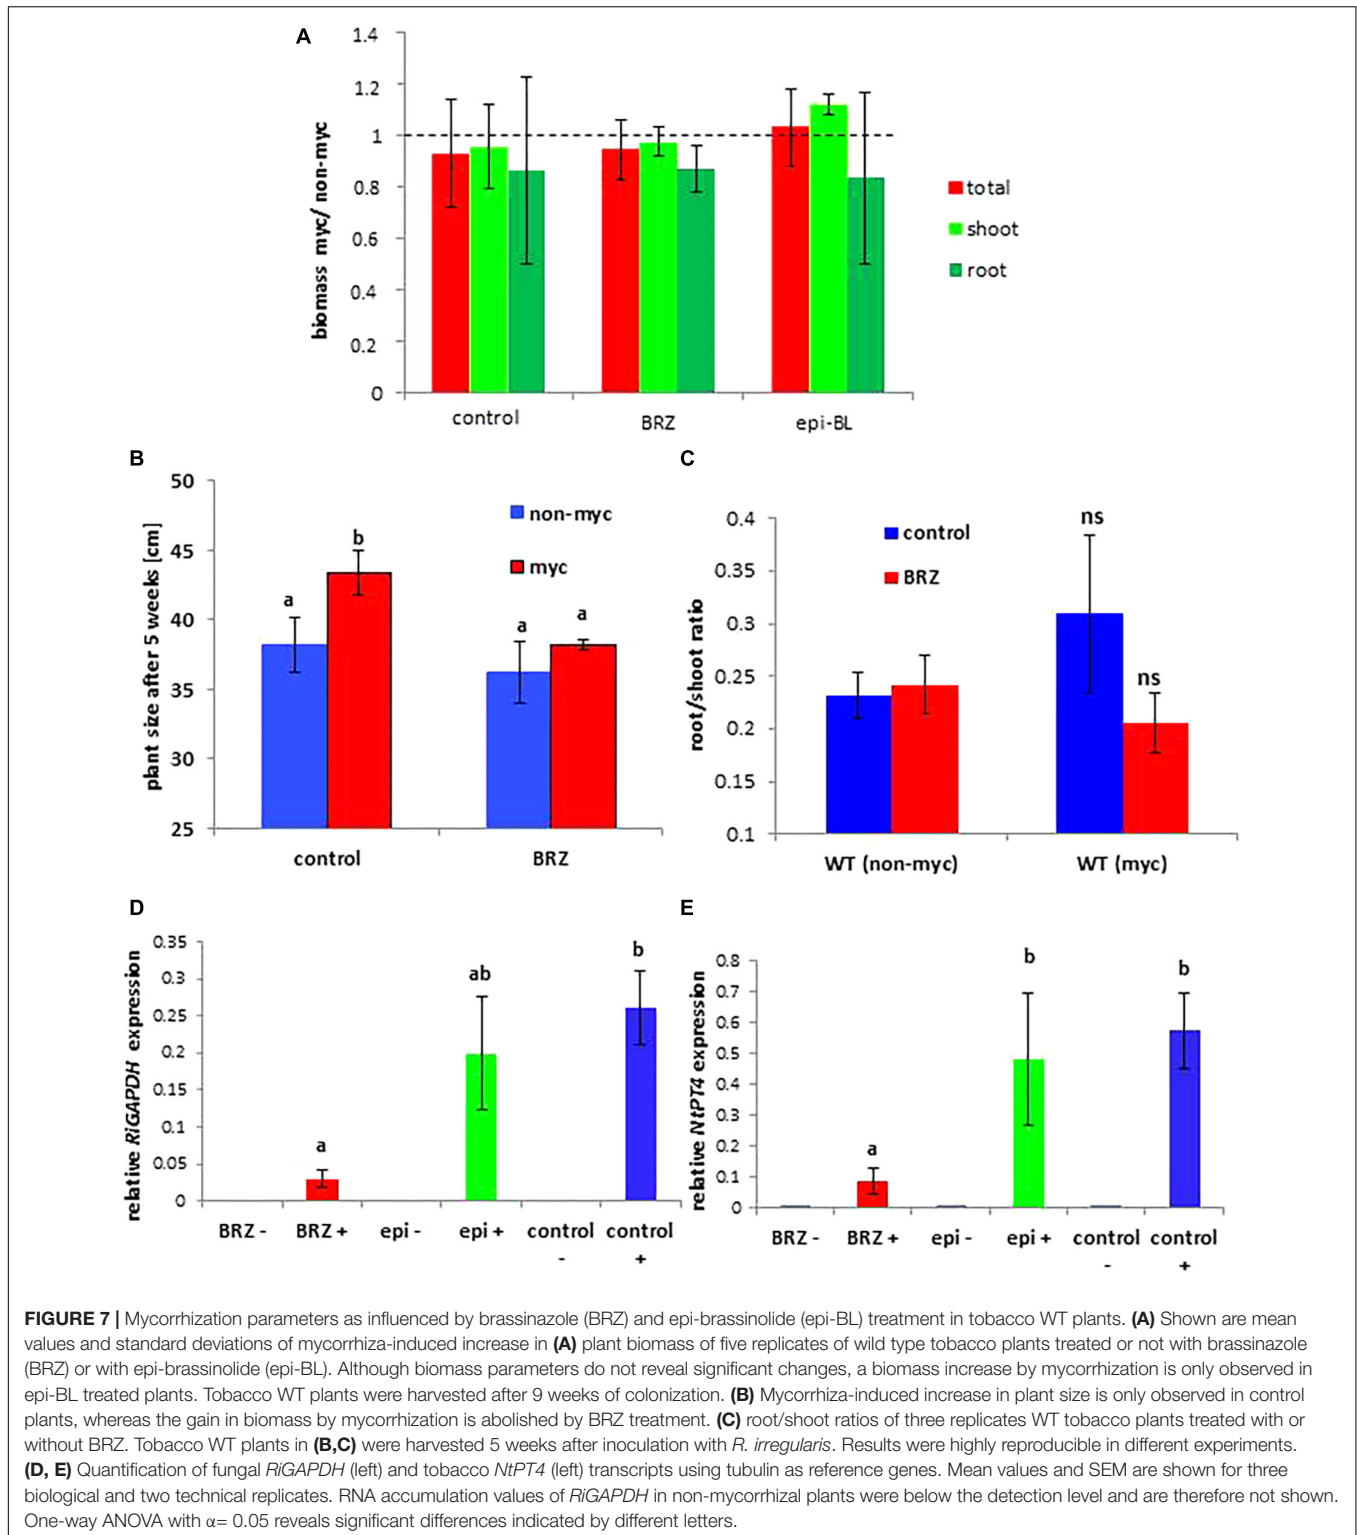 A
1.4
1.2
1
0.8
0.6
0.4
0.2
0
biomass myc/ non-myc
control
BRZ
epi-BL
total
shoot
root
B
50
45
40
35
30
25
plant size after 5 weeks [cm]
a
b
a
a
non-myc
myc
control
BRZ
C
0.4
0.35
0.3
0.25
0.2
0.15
0.1
root/shoot ratio
control
BRZ
ns
ns
WT (non-myc)
WT (myc)
D
0.35
0.3
0.25
0.2
0.15
0.1
0.05
0
relative RiGAPDH expression
a
ab
b
BRZ -
BRZ +
epi -
epi +
control
-
control
+
E
0.8
0.7
0.6
0.5
0.4
0.3
0.2
0.1
0
relative NtPT4 expression
a
b
b
BRZ -
BRZ +
epi -
epi +
control
-
control
+
FIGURE 7 | Mycorrhization parameters as influenced by brassinazole (BRZ) and epi-brassinolide (epi-BL) treatment in tobacco WT plants. (A) Shown are mean
values and standard deviations of mycorrhiza-induced increase in (A) plant biomass of five replicates of wild type tobacco plants treated or not with brassinazole
(BRZ) or with epi-brassinolide (epi-BL). Although biomass parameters do not reveal significant changes, a biomass increase by mycorrhization is only observed in
epi-BL treated plants. Tobacco WT plants were harvested after 9 weeks of colonization. (B) Mycorrhiza-induced increase in plant size is only observed in control
plants, whereas the gain in biomass by mycorrhization is abolished by BRZ treatment. (C) root/shoot ratios of three replicates WT tobacco plants treated with or
without BRZ. Tobacco WT plants in (B,C) were harvested 5 weeks after inoculation with R. irregularis. Results were highly reproducible in different experiments.
(D, E) Quantification of fungal RiGAPDH (left) and tobacco NtPT4 (left) transcripts using tubulin as reference genes. Mean values and SEM are shown for three
biological and two technical replicates. RNA accumulation values of RiGAPDH in non-mycorrhizal plants were below the detection level and are therefore not shown.
One-way ANOVA with α= 0.05 reveals significant differences indicated by different letters.